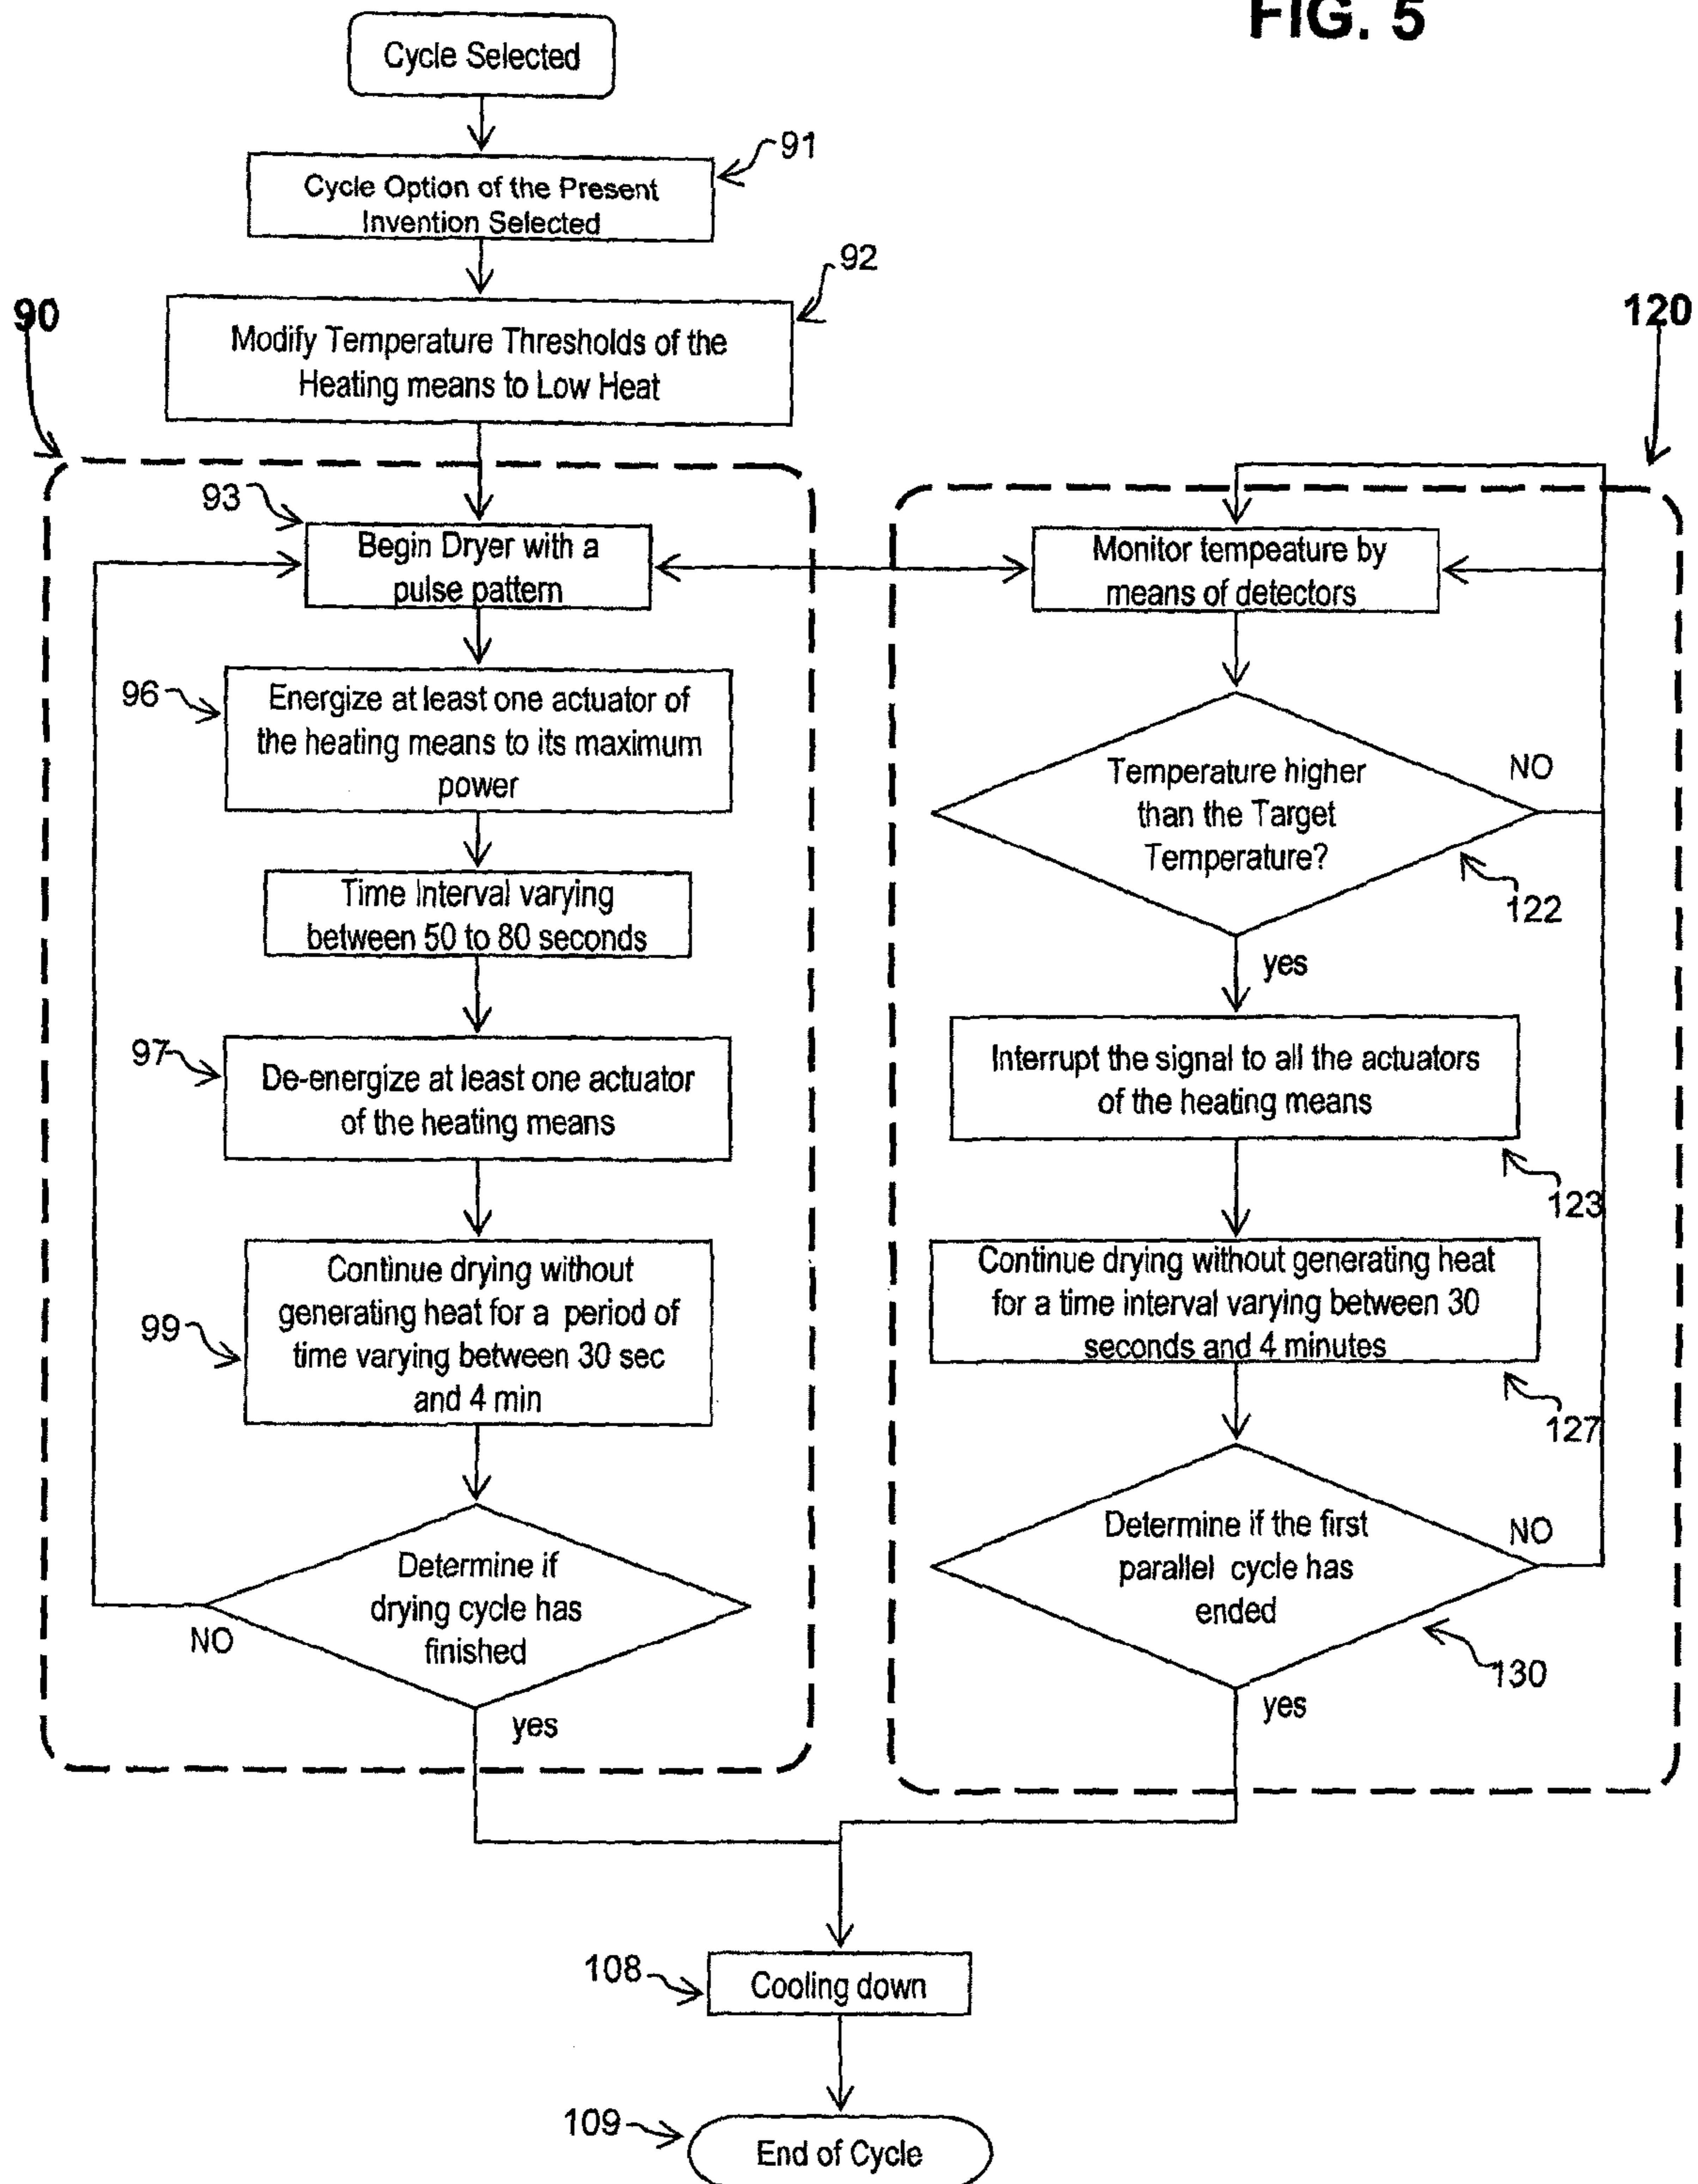 FIG. 5
Cycle Selected
91
Cycle Option of the Present
Invention Selected
92
Modify Temperature Thresholds of the
Heating means to Low Heat
90
120
93
Begin Dryer with a
pulse pattern
Monitor tempeature by
means of detectors
96
Energize at least one actuator of
the heating means to its maximum
power
Temperature higher
than the Target
Temperature?
NO
122
yes
Time Interval varying
between 50 to 80 seconds
97
De-energize at least one actuator
of the heating means
Interrupt the signal to all the actuators
of the heating means
123
99
Continue drying without
generating heat for a period of
time varying between 30 sec
and 4 min
Continue drying without generating heat
for a time interval varying between 30
seconds and 4 minutes
127
Determine if
drying cycle has
finished
NO
yes
Determine if the first
parallel cycle has
ended
NO
130
yes
108
Cooling down
109
End of Cycle